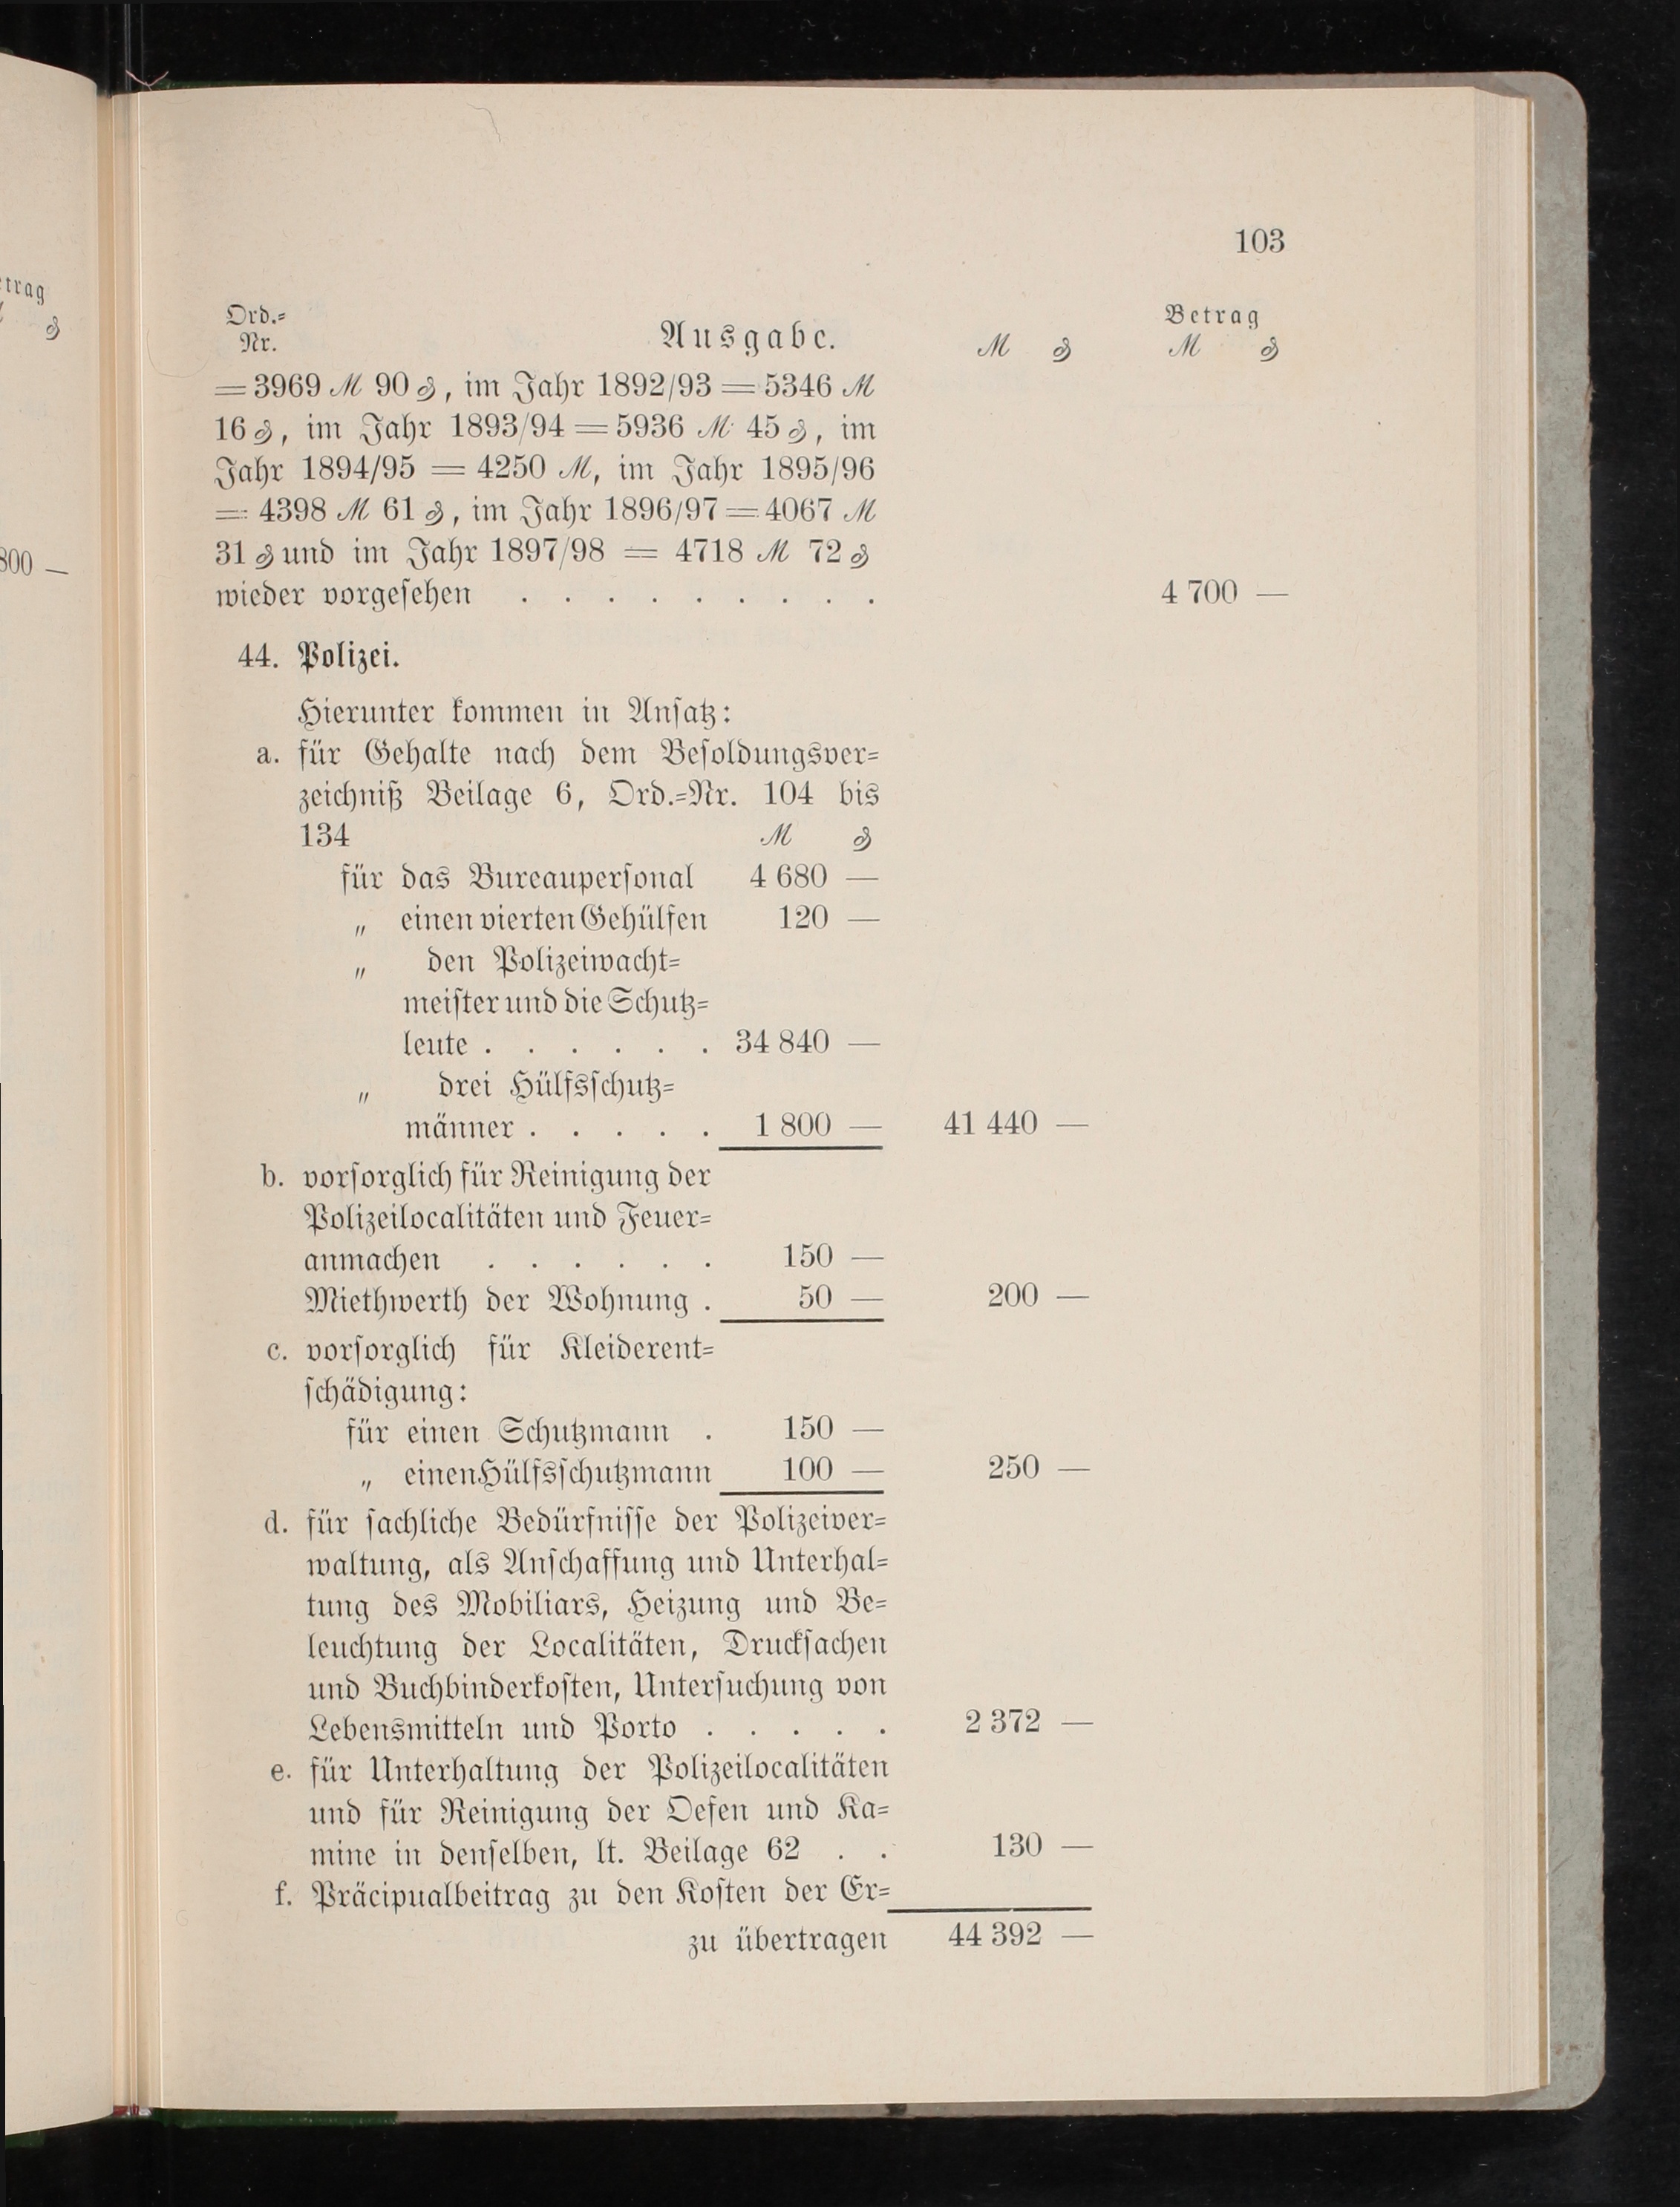 trag
₰
800 —
103
Ord.=
Nr.
Ausgabe.
Betrag
ℳ ₰ ℳ ₰
= 3969 ℳ 90 ₰, im Jahr 1892/93 = 5346 ℳ
16 ₰, im Jahr 1893/94 = 5936 ℳ 45 ₰, im
Jahr 1894/95 = 4250 ℳ, im Jahr 1895/96
= 4398 ℳ 61 ₰, im Jahr 1896/97 = 4067 ℳ
31 ₰ und im Jahr 1897/98 = 4718 ℳ 72 ₰
wieder vorgesehen . . . . . . . . . 4 700 —
44. Polizei.
Hierunter kommen in Ansatz:
a. für Gehalte nach dem Besoldungsver=
zeichniß Beilage 6, Ord.=Nr. 104 bis
134 ℳ ₰
für das Bureaupersonal 4 680 —
„ einen vierten Gehülfen 120 —
„ den Polizeiwacht=
meister und die Schutz=
leute . . . . . . 34 840 —
„ drei Hülfsschutz=
männer . . . . . 1 800 — 41 440 —
b. vorsorglich für Reinigung der
Polizeilocalitäten und Feuer=
anmachen . . . . . . 150 —
Miethwerth der Wohnung . 50 — 200 —
c. vorsorglich für Kleiderent=
schädigung:
für einen Schutzmann . 150 —
„ einen Hülfsschutzmann 100 — 250 —
d. für sachliche Bedürfnisse der Polizeiver=
waltung, als Anschaffung und Unterhal=
tung des Mobiliars, Heizung und Be=
leuchtung der Localitäten, Drucksachen
und Buchbinderkosten, Untersuchung von
Lebensmitteln und Porto . . . . . 2 372 —
e. für Unterhaltung der Polizeilocalitäten
und für Reinigung der Oefen und Ka=
mine in denselben, lt. Beilage 62 . . 130 —
f. Präcipualbeitrag zu den Kosten der Er=
zu übertragen 44 392 —